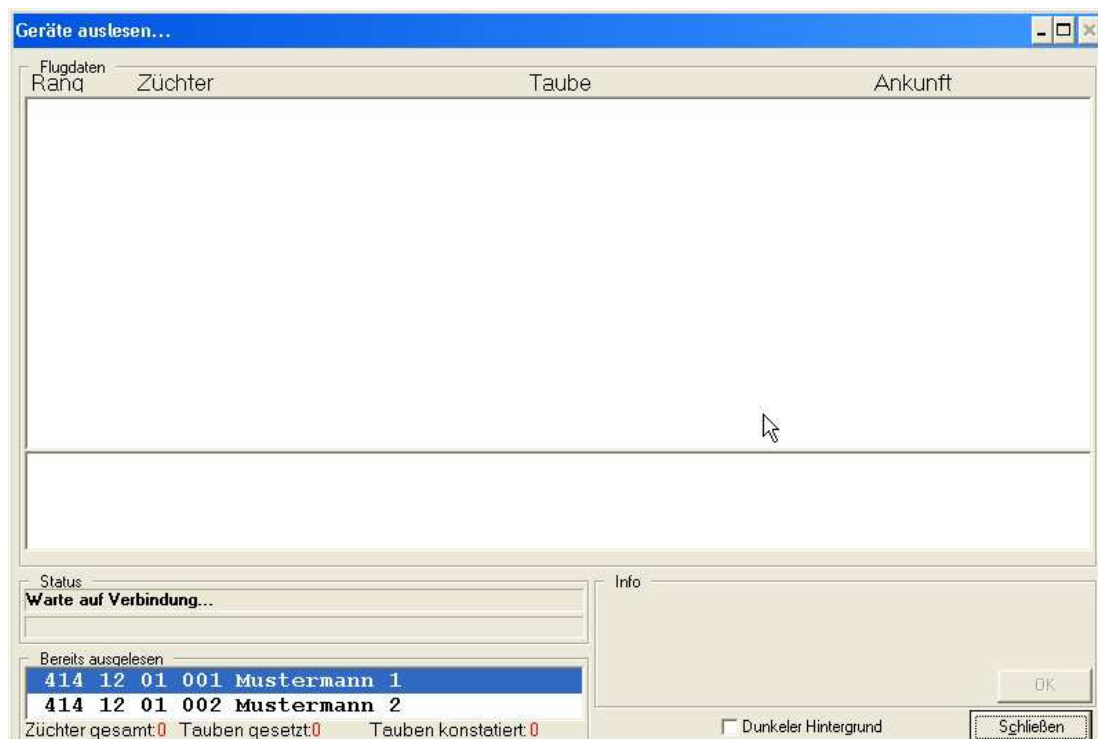 Geräte auslesen...
Flugdaten
Rang Züchter Taube Ankunft
Status
Warte auf Verbindung...
Info
Bereits ausgelesen
414 12 01 001 Mustermann 1
414 12 01 002 Mustermann 2
OK
Züchter gesamt:0 Tauben gesetzt:0 Tauben konstatiert:0
Dunkeler Hintergrund
Schließen